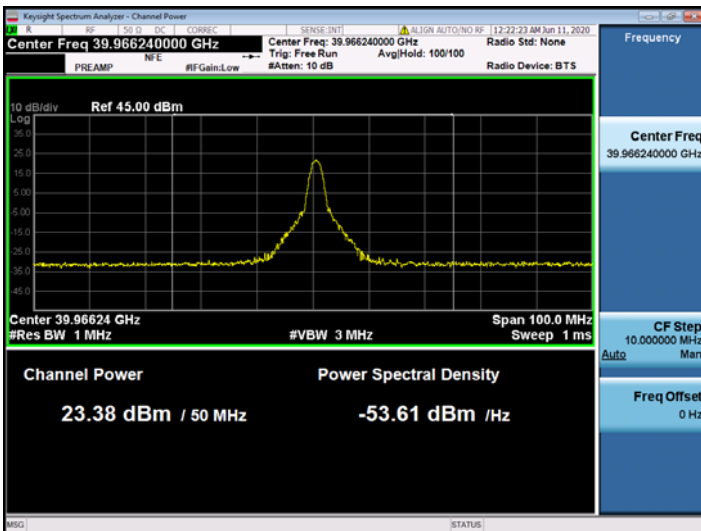 Keysight Spectrum Analyzer - Channel Power
R RF 50 Ω DC CORREC SENSE:INT ALIGN AUTO/NO RF 12:22:23 AM Jun 11, 2020
Center Freq 39.966240000 GHz
Center Freq: 39.966240000 GHz
Radio Std: None
NFE
Trig: Free Run
Avg|Hold: 100/100
PREAMP
#IFGain:Low
#Atten: 10 dB
Radio Device: BTS
10 dB/div Ref 45.00 dBm
Log
35.0
25.0
15.0
5.00
-5.00
-15.0
-25.0
-35.0
-45.0
Center 39.96624 GHz
Span 100.0 MHz
#Res BW 1 MHz
#VBW 3 MHz
Sweep 1 ms
Channel Power
Power Spectral Density
23.38 dBm / 50 MHz
-53.61 dBm /Hz
MSG
STATUS
Frequency
Center Freq
39.966240000 GHz
CF Step
10.000000 MHz
Auto Man
Freq Offset
0 Hz